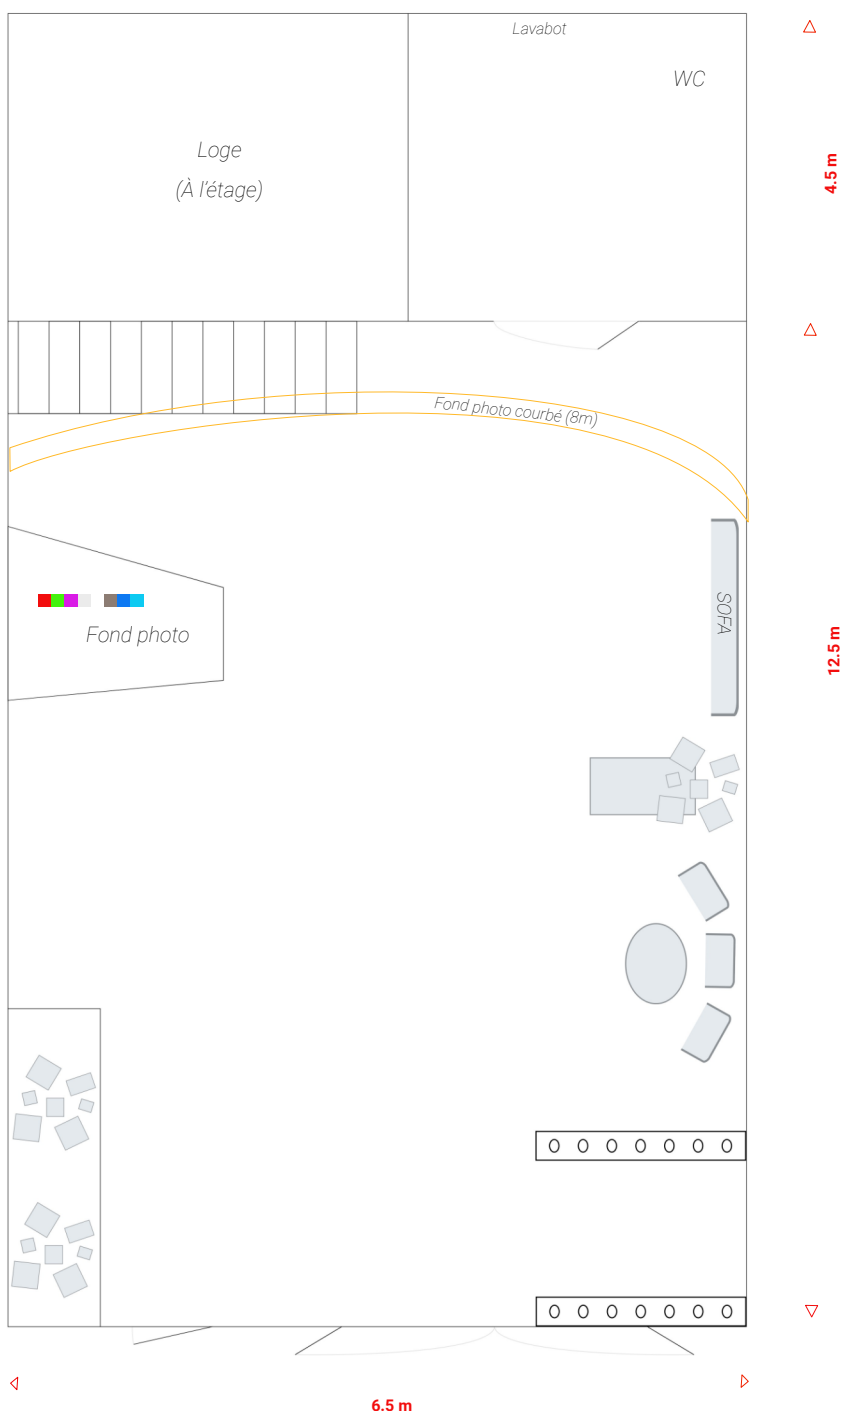 Lavabot
WC
Loge
(À l'étage)
4.5 m
Fond photo courbé (8m)
SOFA
Fond photo
12.5 m
6.5 m